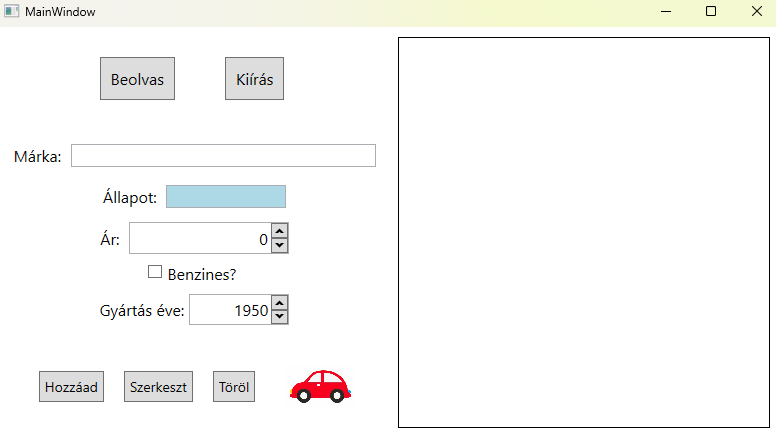 MainWindow
Beolvas
Kiírás
Márka:
Állapot:
Ár:
0
Benzines?
Gyártás éve:
1950
Hozzáad
Szerkeszt
Töröl